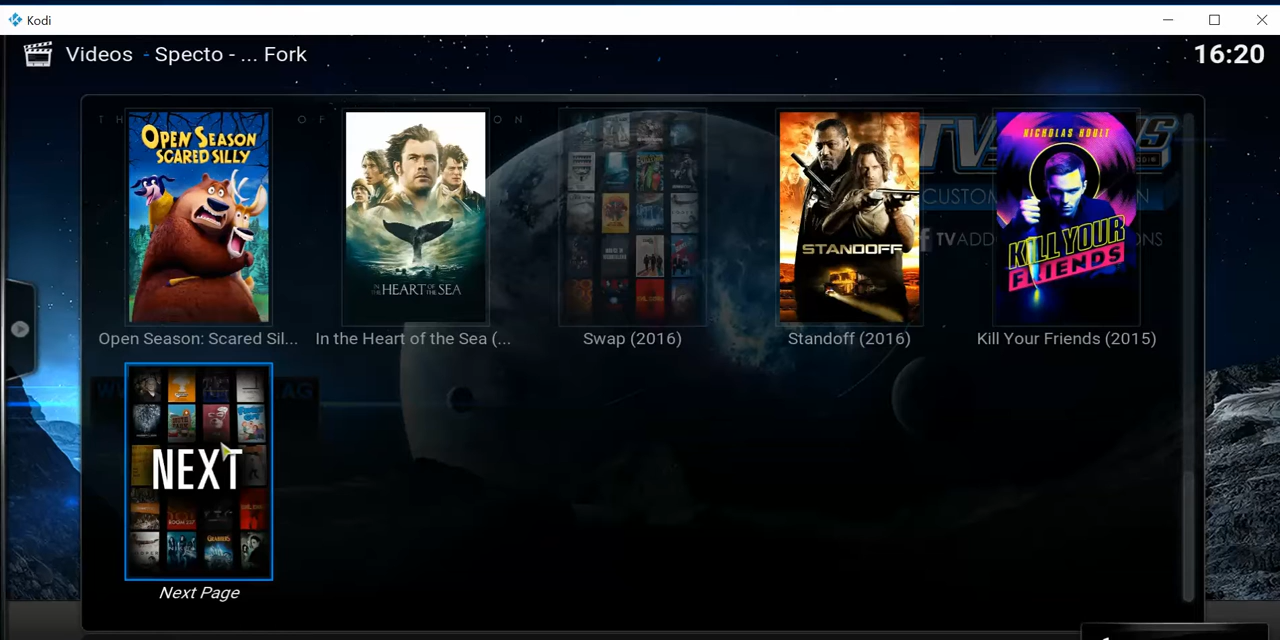 Kodi
Videos - Specto - ... Fork
16:20
OPEN SEASON
SCARED SILLY
IN THE HEART OF THE SEA
STANDOFF
NICHOLAS HOULT
KILL YOUR
FRIENDS
CUSTOM
TVADD
Open Season: Scared Sil...
In the Heart of the Sea (...
Swap (2016)
Standoff (2016)
Kill Your Friends (2015)
NEXT
Next Page